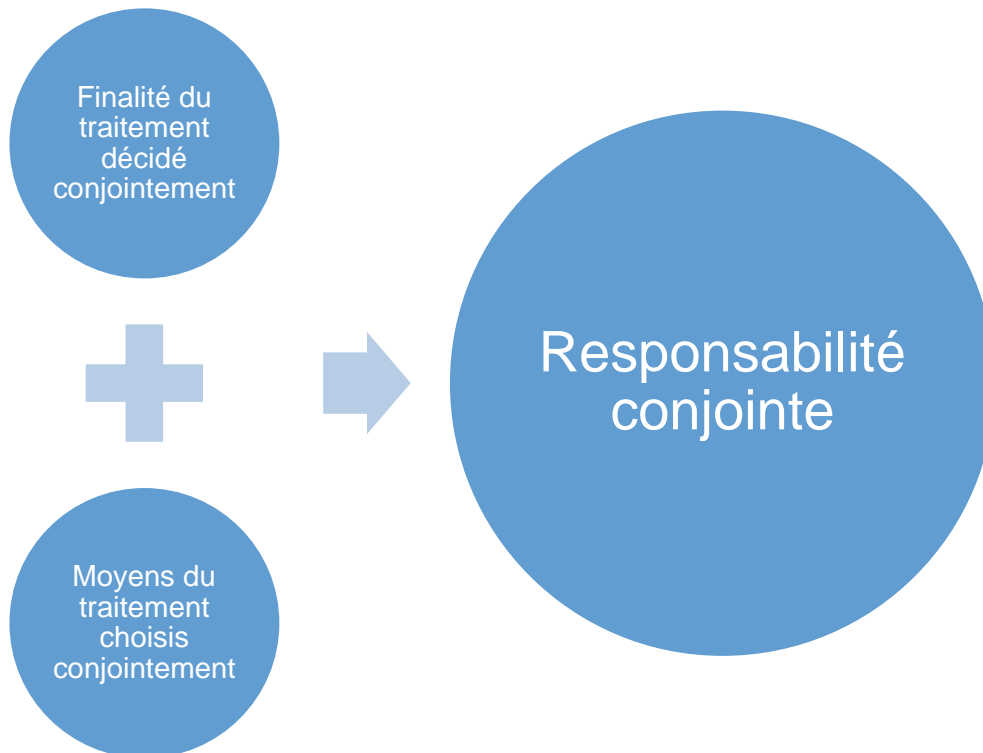 Finalité du
traitement
décidé
conjointement
Moyens du
traitement
choisis
conjointement
Responsabilité
conjointe